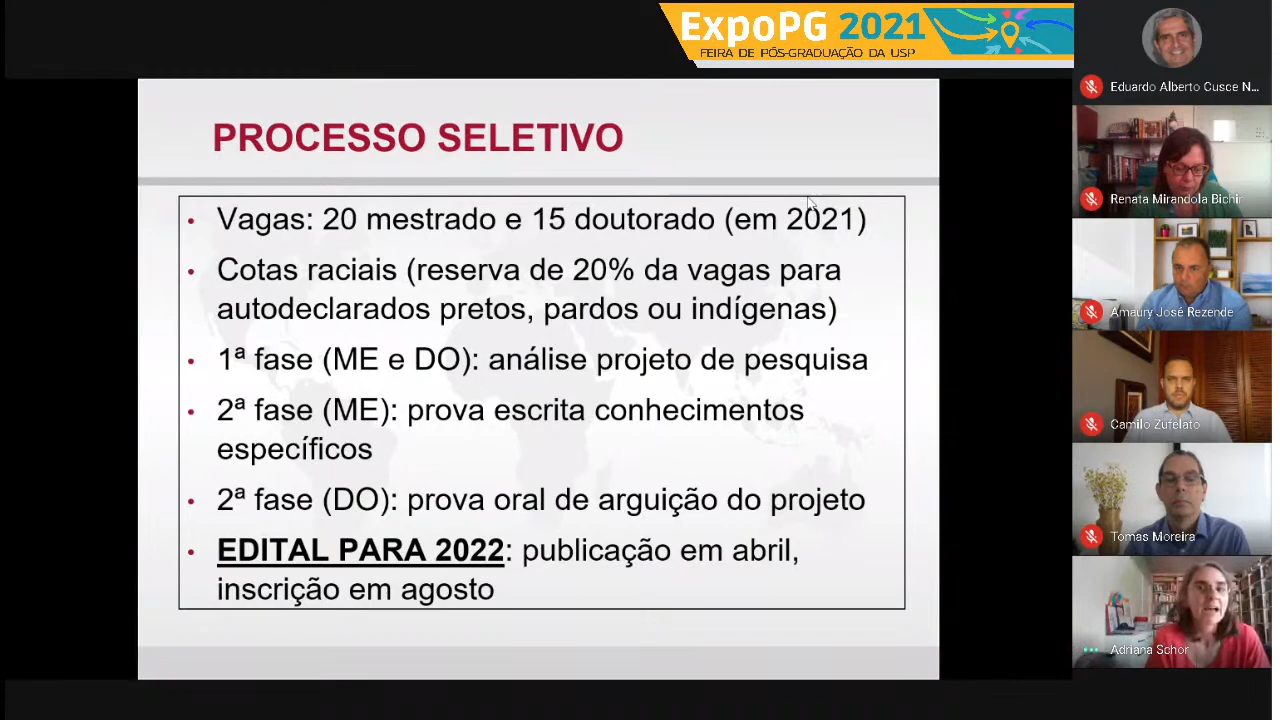 ExpoPG 2021
FEIRA DE PÓS-GRADUAÇÃO DA USP
PROCESSO SELETIVO
• Vagas: 20 mestrado e 15 doutorado (em 2021)
• Cotas raciais (reserva de 20% da vagas para
autodeclarados pretos, pardos ou indígenas)
• 1ª fase (ME e DO): análise projeto de pesquisa
• 2ª fase (ME): prova escrita conhecimentos
específicos
• 2ª fase (DO): prova oral de arguição do projeto
• EDITAL PARA 2022: publicação em abril,
inscrição em agosto
Eduardo Alberto Cusce N...
Renata Mirandola Bichir
Amaury José Rezende
Camilo Zufelato
Tomas Moreira
Adriana Schor